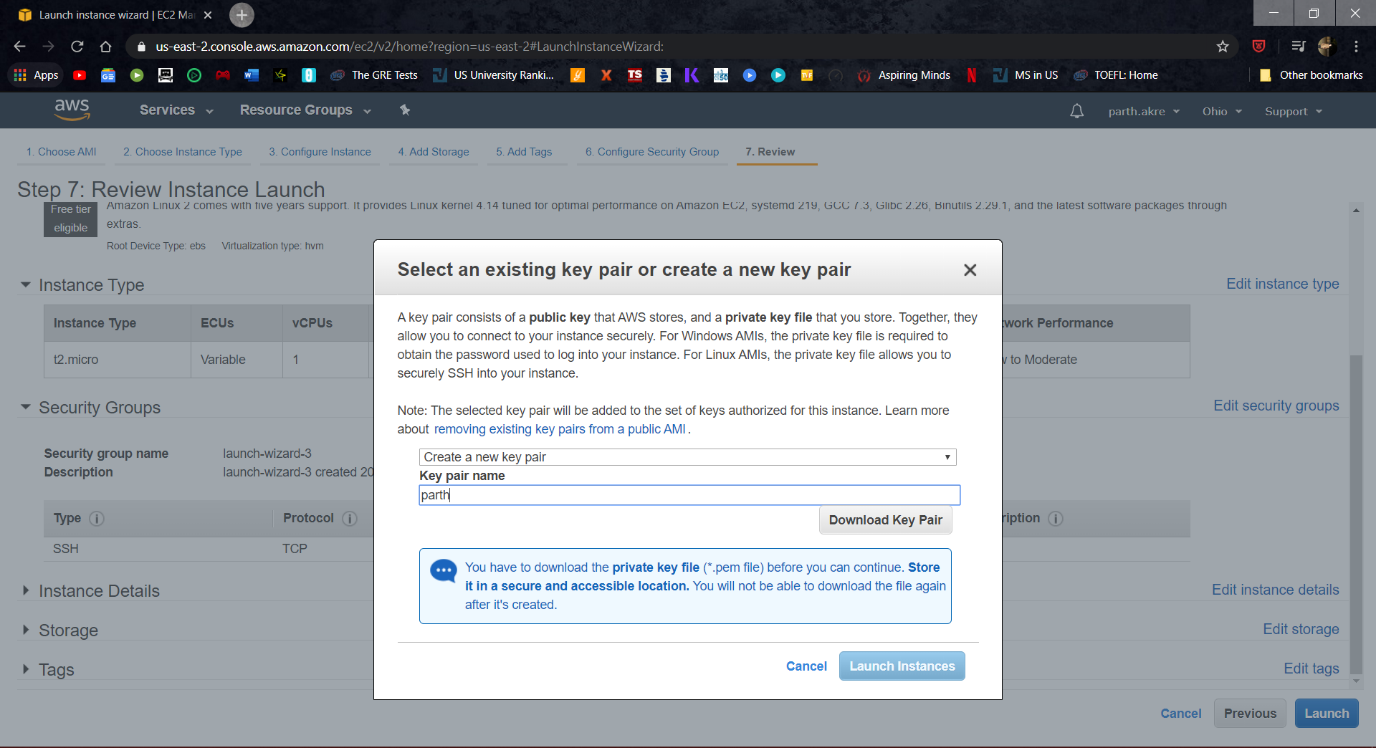 Launch instance wizard | EC2 Ma
us-east-2.console.aws.amazon.com/ec2/v2/home?region=us-east-2#LaunchInstanceWizard:
Apps The GRE Tests US University Ranki... TS Aspiring Minds MS in US TOEFL: Home Other bookmarks
aws Services Resource Groups parth.akre Ohio Support
1. Choose AMI 2. Choose Instance Type 3. Configure Instance 4. Add Storage 5. Add Tags 6. Configure Security Group 7. Review
Step 7: Review Instance Launch
Free tier
eligible
Amazon Linux 2 comes with five years support. It provides Linux kernel 4.14 tuned for optimal performance on Amazon EC2, systemd 219, GCC 7.3, Glibc 2.26, Binutils 2.29.1, and the latest software packages through
extras.
Root Device Type: ebs Virtualization type: hvm
Instance Type Edit instance type
Instance Type ECUs vCPUs work Performance
t2.micro Variable 1 to Moderate
Security Groups Edit security groups
Security group name launch-wizard-3
Description launch-wizard-3 created 20
Type Protocol ription
SSH TCP
Instance Details Edit instance details
Storage Edit storage
Tags Edit tags
Cancel Previous Launch
Select an existing key pair or create a new key pair
A key pair consists of a public key that AWS stores, and a private key file that you store. Together, they
allow you to connect to your instance securely. For Windows AMIs, the private key file is required to
obtain the password used to log into your instance. For Linux AMIs, the private key file allows you to
securely SSH into your instance.
Note: The selected key pair will be added to the set of keys authorized for this instance. Learn more
about removing existing key pairs from a public AMI .
Create a new key pair
Key pair name
parth
Download Key Pair
You have to download the private key file (*.pem file) before you can continue. Store
it in a secure and accessible location. You will not be able to download the file again
after it's created.
Cancel Launch Instances